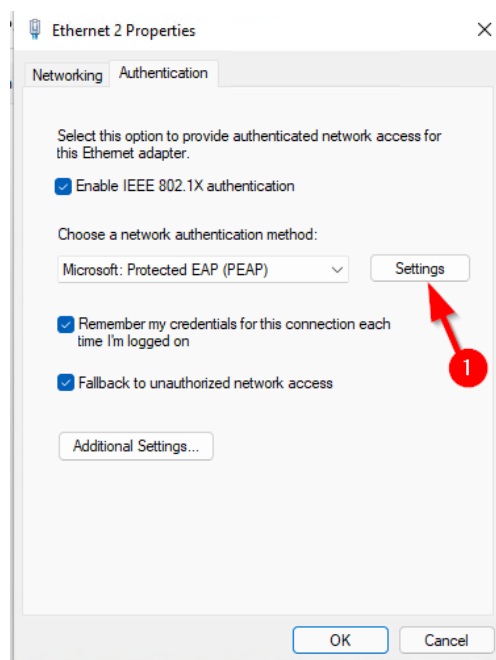 Ethernet 2 Properties
Networking
Authentication
Select this option to provide authenticated network access for
this Ethernet adapter.
Enable IEEE 802.1X authentication
Choose a network authentication method:
Microsoft: Protected EAP (PEAP)
Settings
Remember my credentials for this connection each
time I'm logged on
1
Fallback to unauthorized network access
Additional Settings...
OK
Cancel